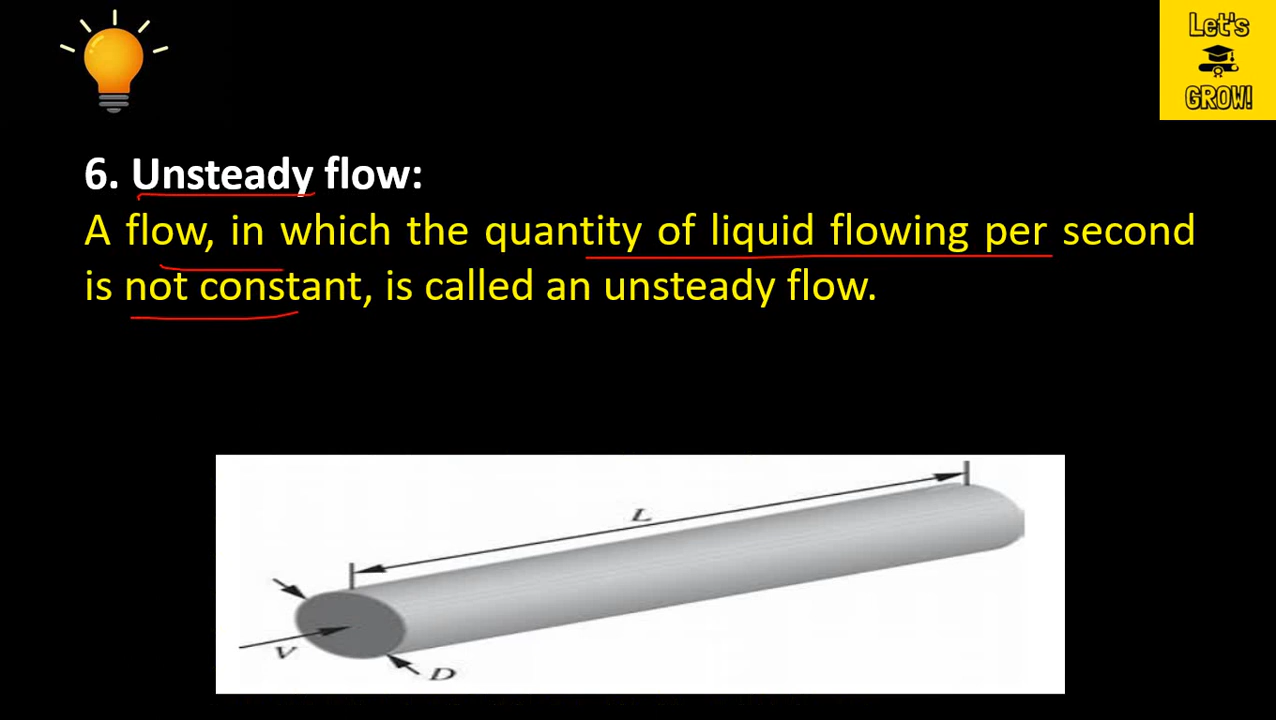 Let's
GROW!
6. Unsteady flow:
A flow, in which the quantity of liquid flowing per second
is not constant, is called an unsteady flow.
L
V
D